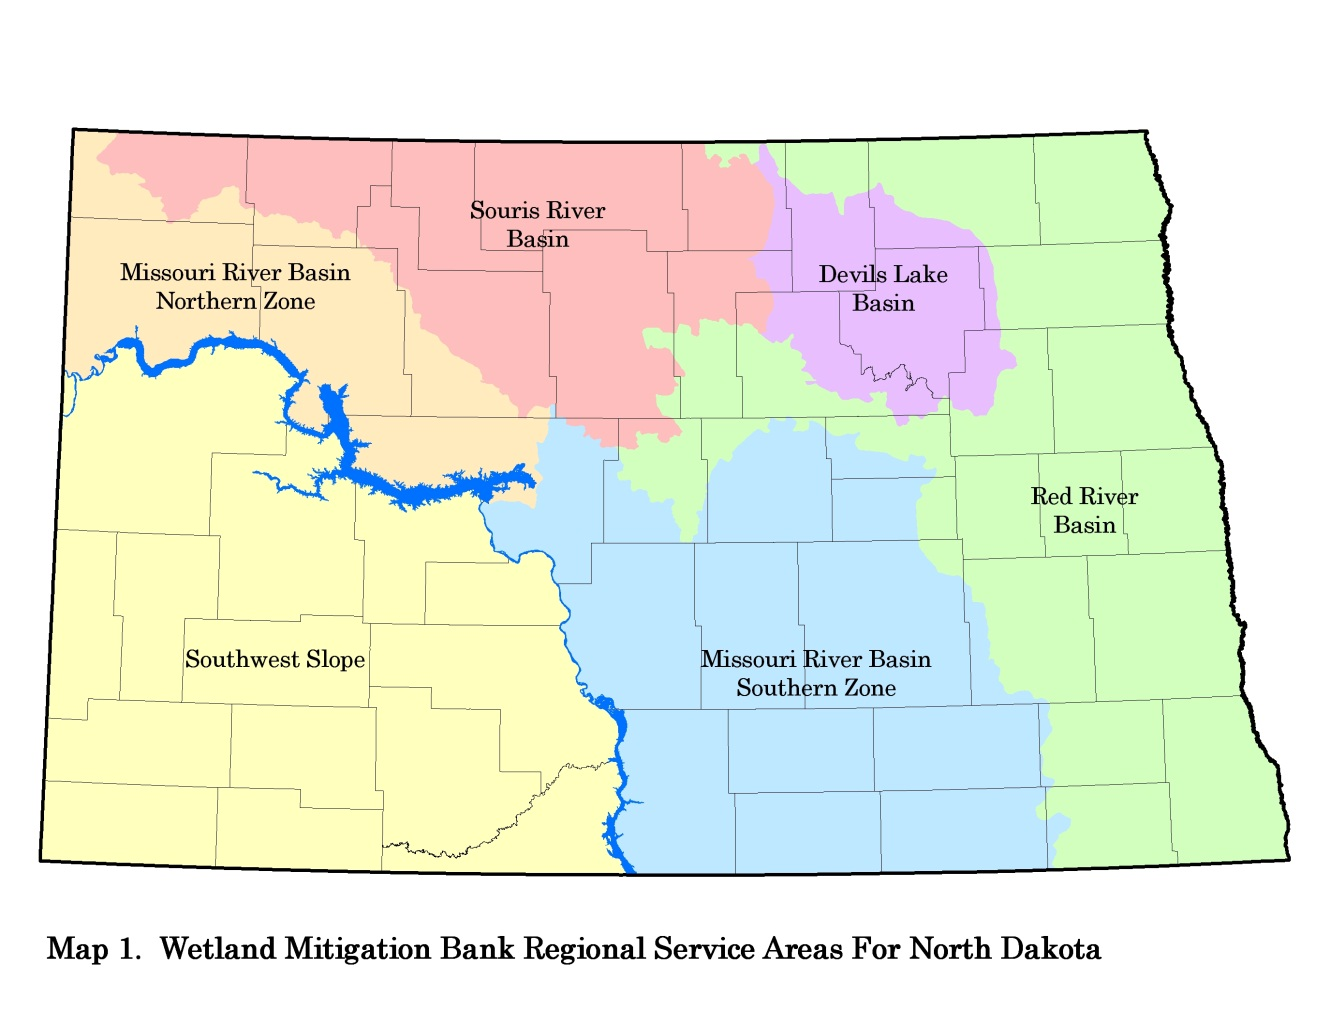 Souris River
Basin
Missouri River Basin
Northern Zone
Devils Lake
Basin
Red River
Basin
Southwest Slope
Missouri River Basin
Southern Zone
Map 1. Wetland Mitigation Bank Regional Service Areas For North Dakota